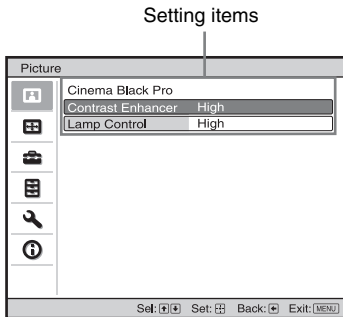 Setting items
Picture
Cinema Black Pro
Contrast Enhancer High
Lamp Control High
Sel: Set: Back: Exit: MENU